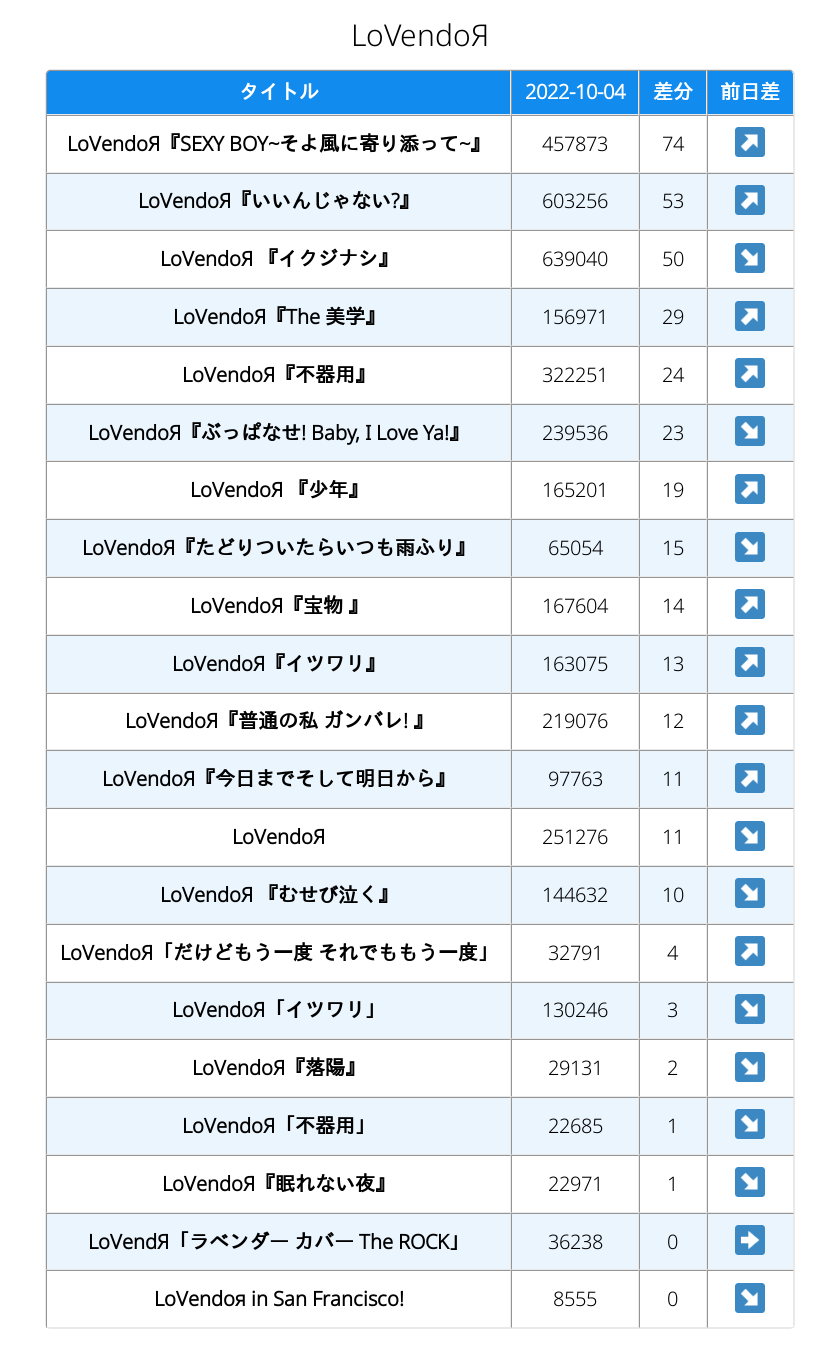 LoVendoЯ
タイトル 2022-10-04 差分 前日差
LoVendoЯ『SEXY BOY~そよ風に寄り添って~』 457873 74 ↗
LoVendoЯ『いいんじゃない?』 603256 53 ↗
LoVendoЯ 『イクジナシ』 639040 50 ↘
LoVendoЯ『The 美学』 156971 29 ↗
LoVendoЯ『不器用』 322251 24 ↗
LoVendoЯ『ぶっぱなせ! Baby, I Love Ya!』 239536 23 ↘
LoVendoЯ 『少年』 165201 19 ↗
LoVendoЯ『たどりついたらいつも雨ふり』 65054 15 ↘
LoVendoЯ『宝物 』 167604 14 ↗
LoVendoЯ『イツワリ』 163075 13 ↗
LoVendoЯ『普通の私 ガンバレ! 』 219076 12 ↗
LoVendoЯ『今日までそして明日から』 97763 11 ↗
LoVendoЯ 251276 11 ↘
LoVendoЯ 『むせび泣く』 144632 10 ↘
LoVendoЯ「だけどもう一度 それでももう一度」 32791 4 ↗
LoVendoЯ「イツワリ」 130246 3 ↘
LoVendoЯ『落陽』 29131 2 ↘
LoVendoЯ「不器用」 22685 1 ↘
LoVendoЯ『眠れない夜』 22971 1 ↘
LoVendЯ「ラベンダー カバー The ROCK」 36238 0 ➡
LoVendoя in San Francisco! 8555 0 ↘